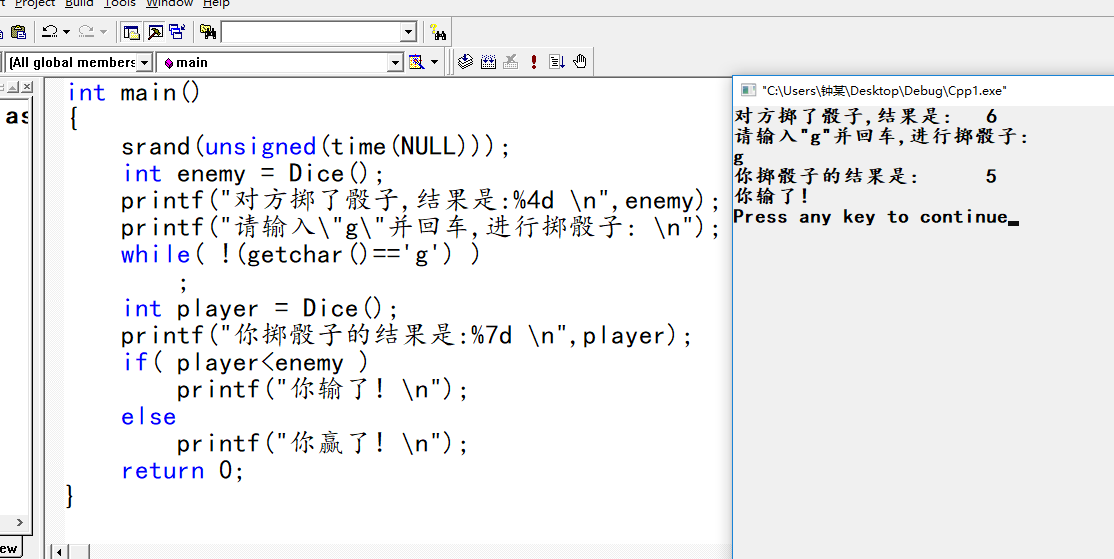 Project Build Tools Window Help
(All global members
main
as
int main()
{
srand(unsigned(time(NULL)));
int enemy = Dice();
printf("对方掷了骰子,结果是:%4d \n",enemy);
printf("请输入\"g\"并回车,进行掷骰子: \n");
while( !(getchar()=='g') )
;
int player = Dice();
printf("你掷骰子的结果是:%7d \n",player);
if( player<enemy )
printf("你输了! \n");
else
printf("你赢了! \n");
return 0;
}
"C:\Users\钟某\Desktop\Debug\Cpp1.exe"
对方掷了骰子,结果是: 6
请输入"g"并回车,进行掷骰子:
g
你掷骰子的结果是: 5
你输了!
Press any key to continue